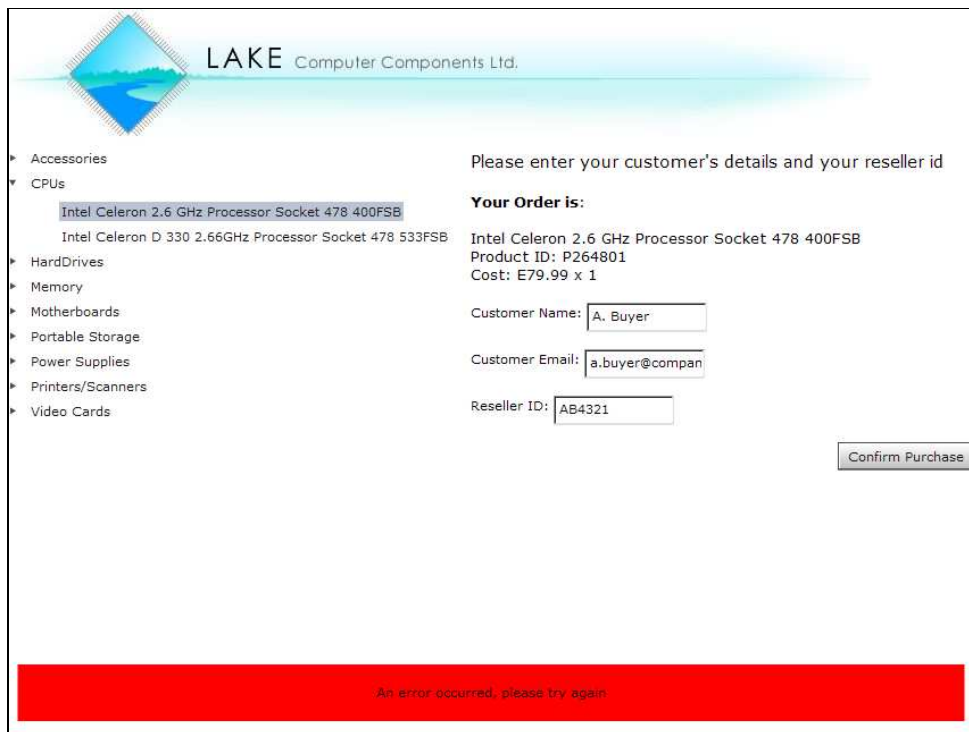 LAKE Computer Components Ltd.
Accessories
CPUs
Intel Celeron 2.6 GHz Processor Socket 478 400FSB
Intel Celeron D 330 2.66GHz Processor Socket 478 533FSB
HardDrives
Memory
Motherboards
Portable Storage
Power Supplies
Printers/Scanners
Video Cards
Please enter your customer's details and your reseller id
Your Order is:
Intel Celeron 2.6 GHz Processor Socket 478 400FSB
Product ID: P264801
Cost: E79.99 x 1
Customer Name: A. Buyer
Customer Email: a.buyer@compan
Reseller ID: AB4321
Confirm Purchase
An error occurred, please try again